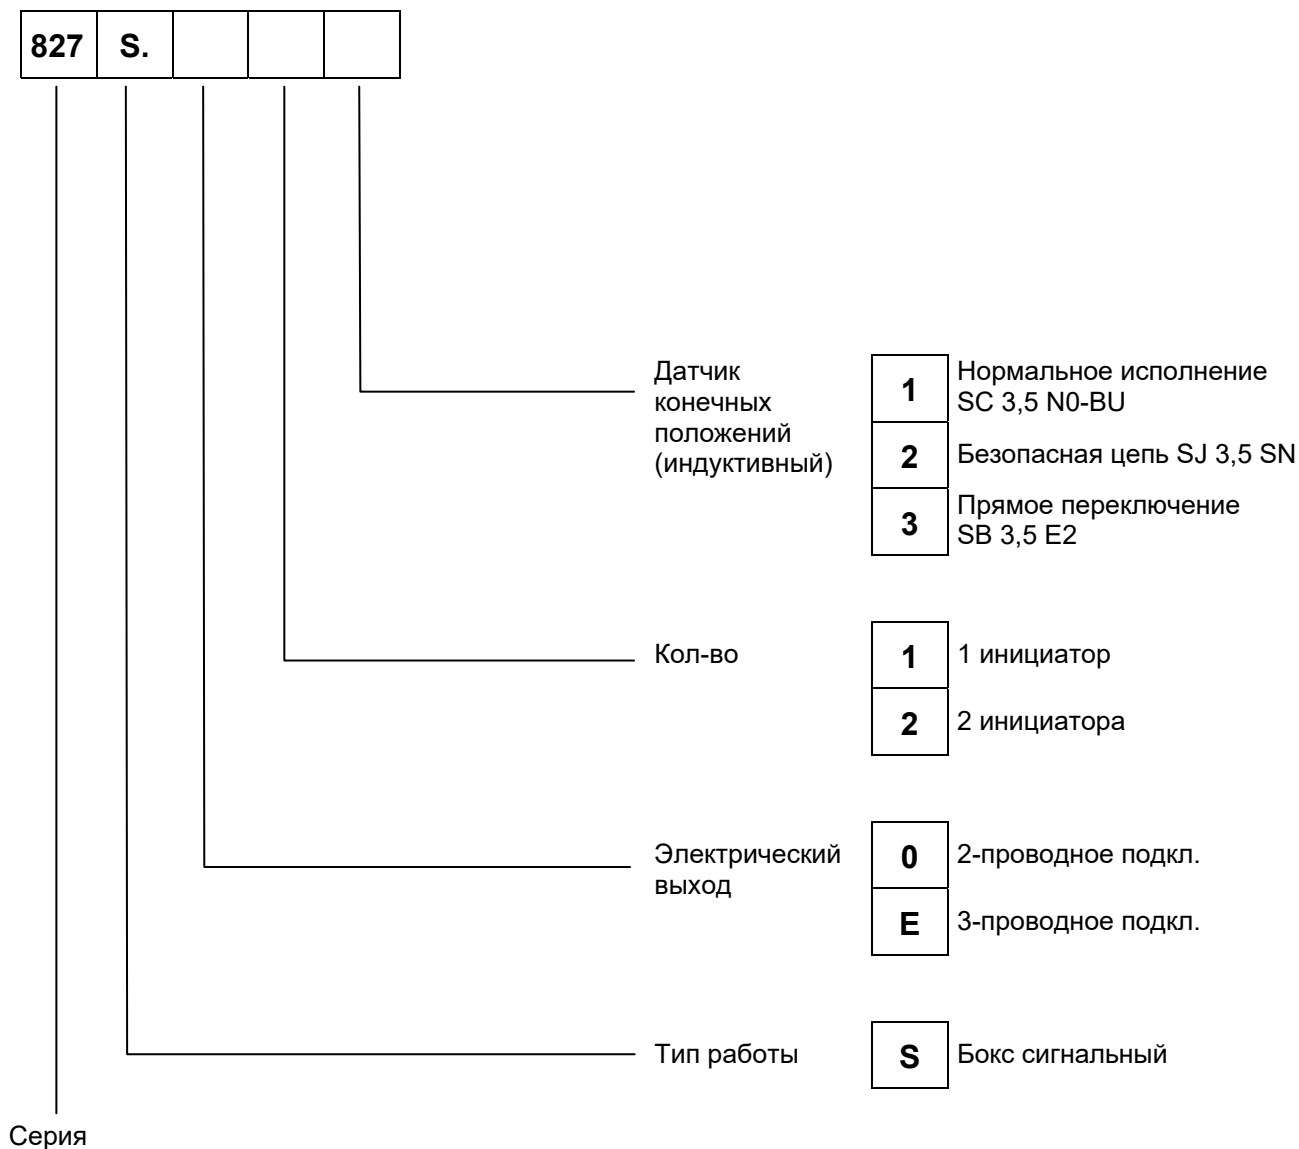 827 S.
Датчик
конечных
положений
(индуктивный)
1 Нормальное исполнение
SC 3,5 N0-BU
2 Безопасная цепь SJ 3,5 SN
3 Прямое переключение
SB 3,5 E2
Кол-во
1 1 инициатор
2 2 инициатора
Электрический
выход
0 2-проводное подкл.
E 3-проводное подкл.
Тип работы S Бокс сигнальный
Серия